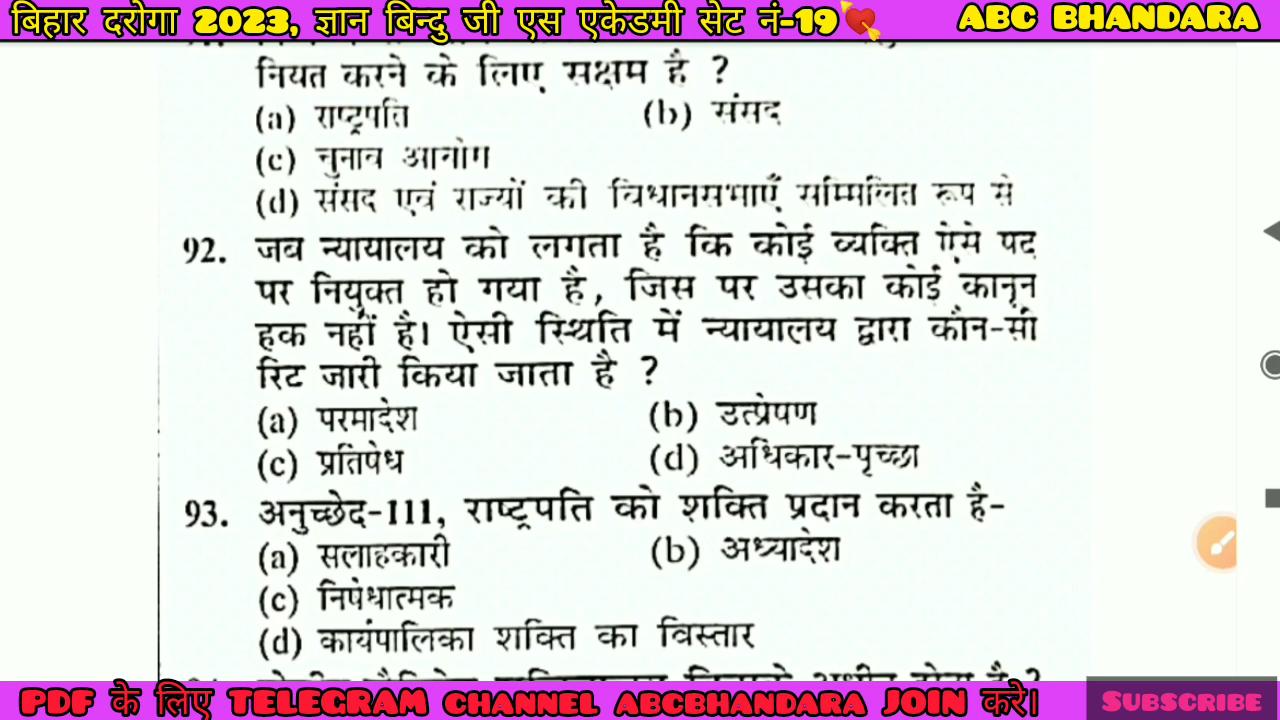 बिहार दरोगा 2023, ज्ञान बिन्दु जी एस एकेडमी सेट नं-19 ABC BHANDARA
नियत करने के लिए सक्षम है ?
(a) राष्ट्रपति (b) संसद
(c) चुनाव आयोग
(d) संसद एवं राज्यों की विधानसभाएँ सम्मिलित रूप से
92. जब न्यायालय को लगता है कि कोई व्यक्ति ऐसे पद
पर नियुक्त हो गया है, जिस पर उसका कोई कानून
हक नहीं है। ऐसी स्थिति में न्यायालय द्वारा कौन-सी
रिट जारी किया जाता है ?
(a) परमादेश (b) उत्प्रेषण
(c) प्रतिषेध (d) अधिकार-पृच्छा
93. अनुच्छेद-111, राष्ट्रपति को शक्ति प्रदान करता है-
(a) सलाहकारी (b) अध्यादेश
(c) निषेधात्मक
(d) कार्यपालिका शक्ति का विस्तार
PDF के लिए TELEGRAM CHANNEL ABCBHANDARA JOIN करे। SUBSCRIBE